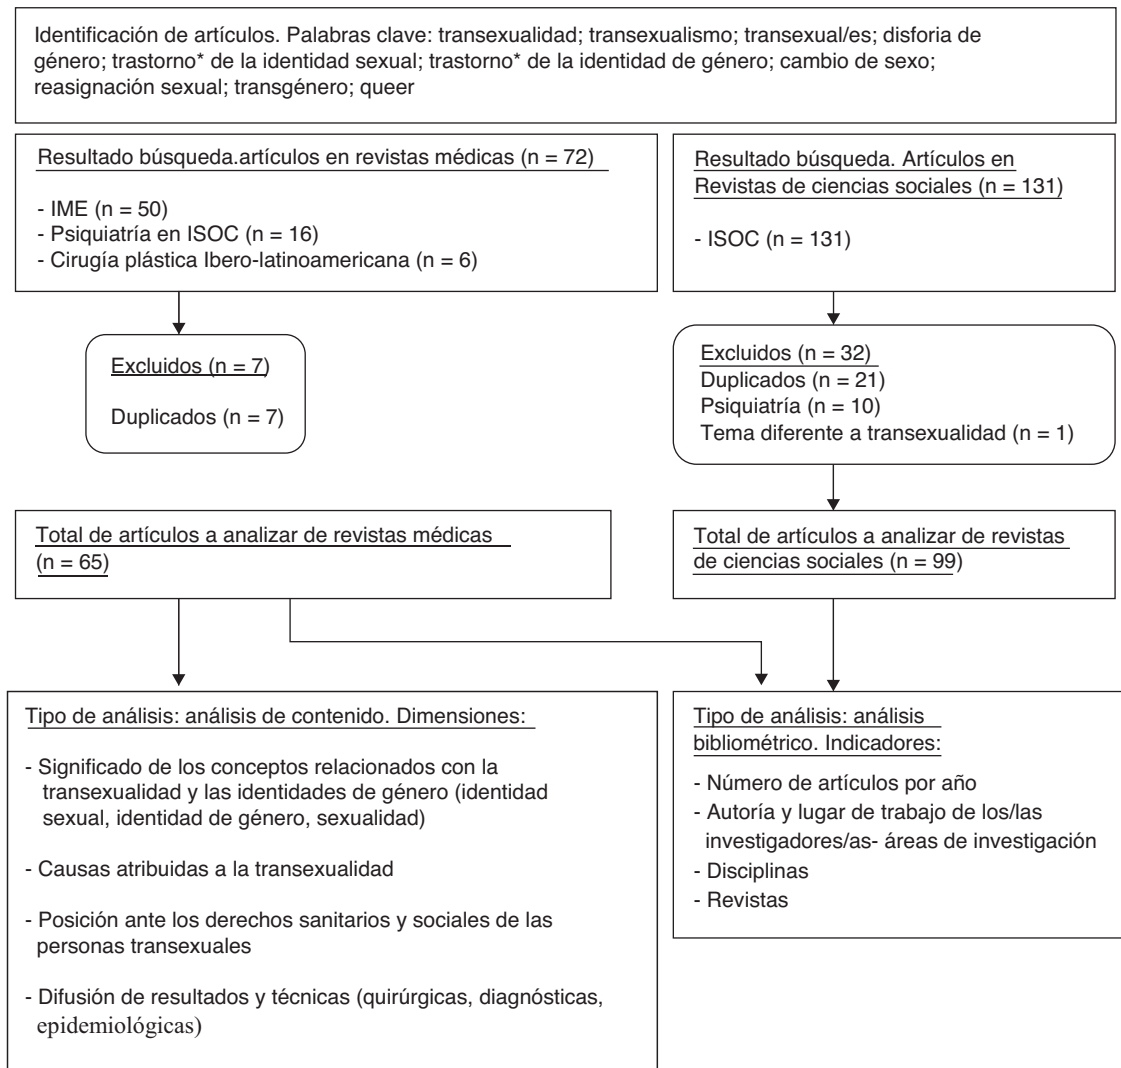 Identificación de artículos. Palabras clave: transexualidad; transexualismo; transexual/es; disforia de
género; trastorno* de la identidad sexual; trastorno* de la identidad de género; cambio de sexo;
reasignación sexual; transgénero; queer
Resultado búsqueda.artículos en revistas médicas (n = 72)
- IME (n = 50)
- Psiquiatría en ISOC (n = 16)
- Cirugía plástica Ibero-latinoamericana (n = 6)
Resultado búsqueda. Artículos en
Revistas de ciencias sociales (n = 131)
- ISOC (n = 131)
Excluidos (n = 7)
Duplicados (n = 7)
Excluidos (n = 32)
Duplicados (n = 21)
Psiquiatría (n = 10)
Tema diferente a transexualidad (n = 1)
Total de artículos a analizar de revistas médicas
(n = 65)
Total de artículos a analizar de revistas
de ciencias sociales (n = 99)
Tipo de análisis: análisis de contenido. Dimensiones:
- Significado de los conceptos relacionados con la
transexualidad y las identidades de género (identidad
sexual, identidad de género, sexualidad)
- Causas atribuidas a la transexualidad
- Posición ante los derechos sanitarios y sociales de las
personas transexuales
- Difusión de resultados y técnicas (quirúrgicas, diagnósticas,
epidemiológicas)
Tipo de análisis: análisis
bibliométrico. Indicadores:
- Número de artículos por año
- Autoría y lugar de trabajo de los/las
investigadores/as- áreas de investigación
- Disciplinas
- Revistas